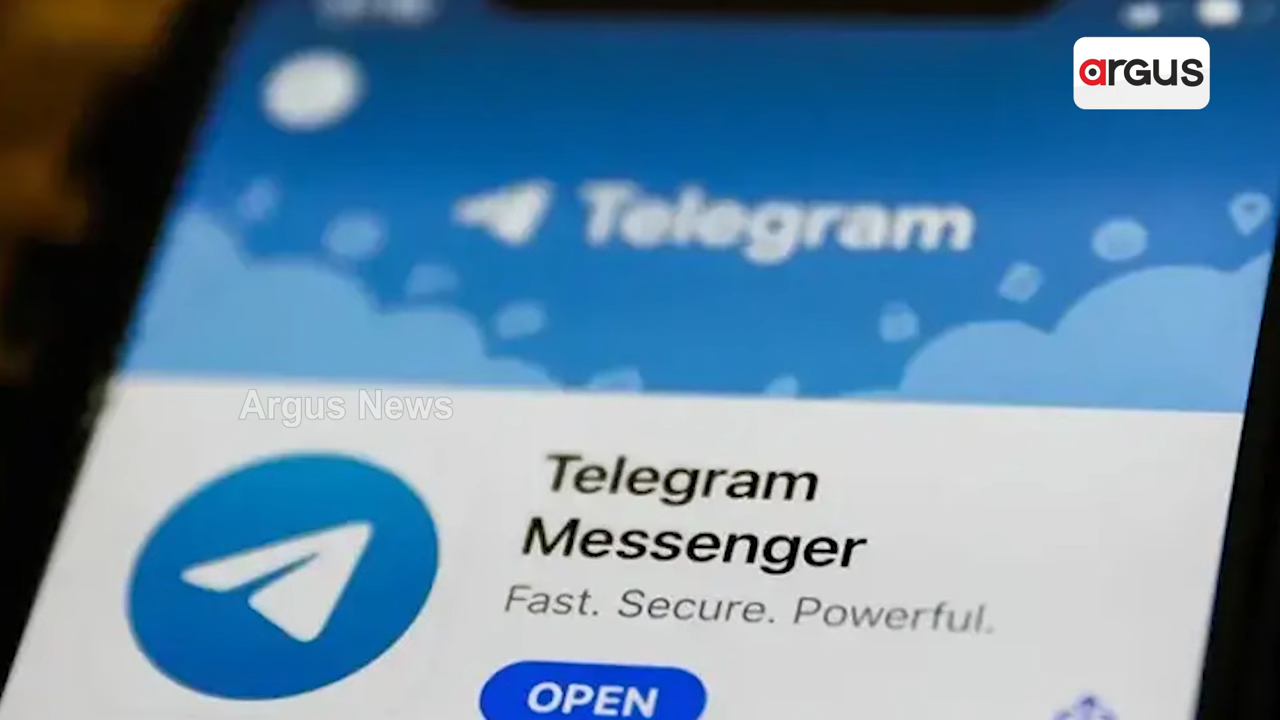 argus
Telegram
Argus News
Telegram
Messenger
Fast. Secure. Powerful.
OPEN